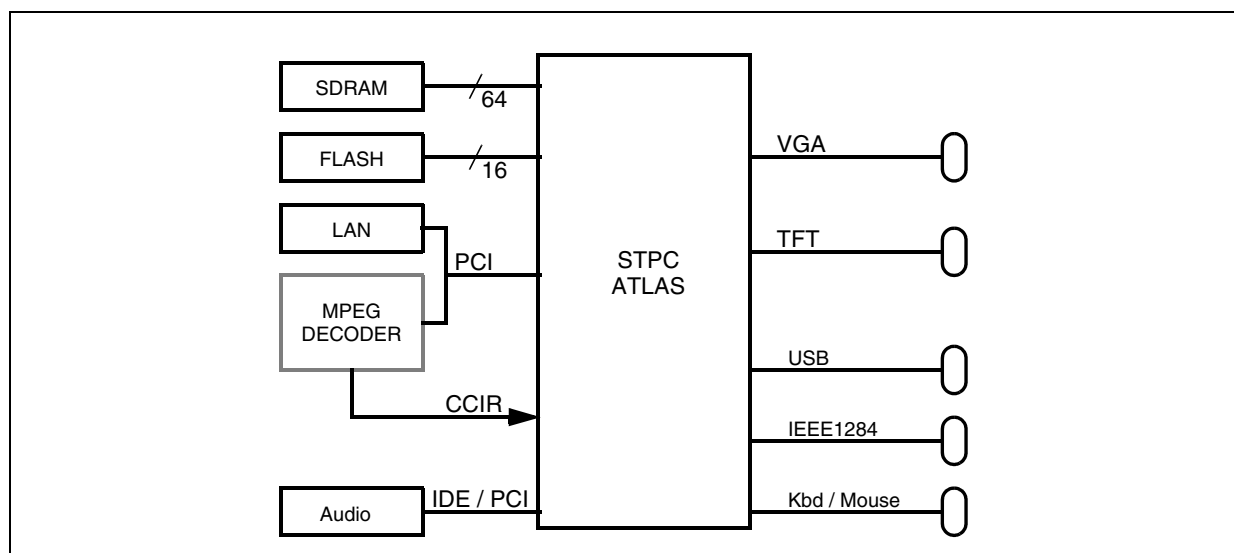 SDRAM
64
FLASH
16
LAN
PCI
MPEG
DECODER
CCIR
Audio
IDE / PCI
STPC
ATLAS
VGA
TFT
USB
IEEE1284
Kbd / Mouse